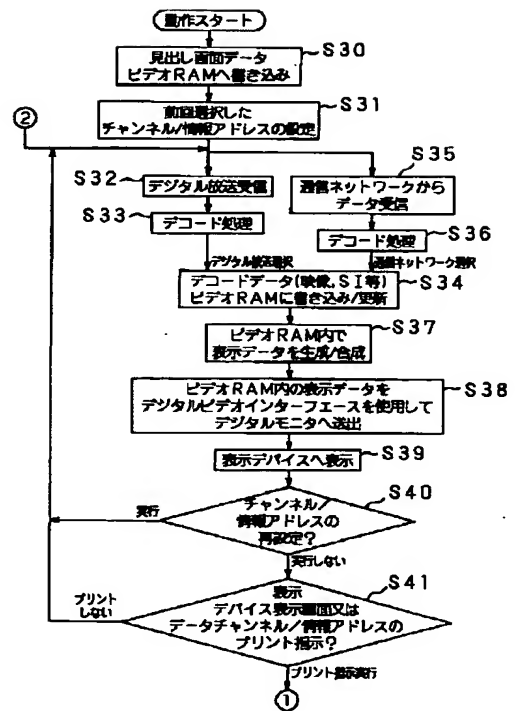 動作スタート
S30
見出し画面データ
ビデオRAMへ書き込み
S31
前回選択した
チャンネル/情報アドレスの設定
②
S32
デジタル放送受信
S35
通信ネットワークから
データ受信
S33
デコード処理
S36
デコード処理
デジタル放送選択
通信ネットワーク選択
S34
デコードデータ(映像,SI等)
ビデオRAMに書き込み/更新
S37
ビデオRAM内で
表示データを生成/合成
S38
ビデオRAM内の表示データを
デジタルビデオインターフェースを使用して
デジタルモニタへ送出
S39
表示デバイスへ表示
S40
チャンネル/
情報アドレスの
再設定?
実行
実行しない
S41
表示
デバイス表示画面又は
データチャンネル/情報アドレスの
プリント指示?
プリント
しない
プリント指示実行
①